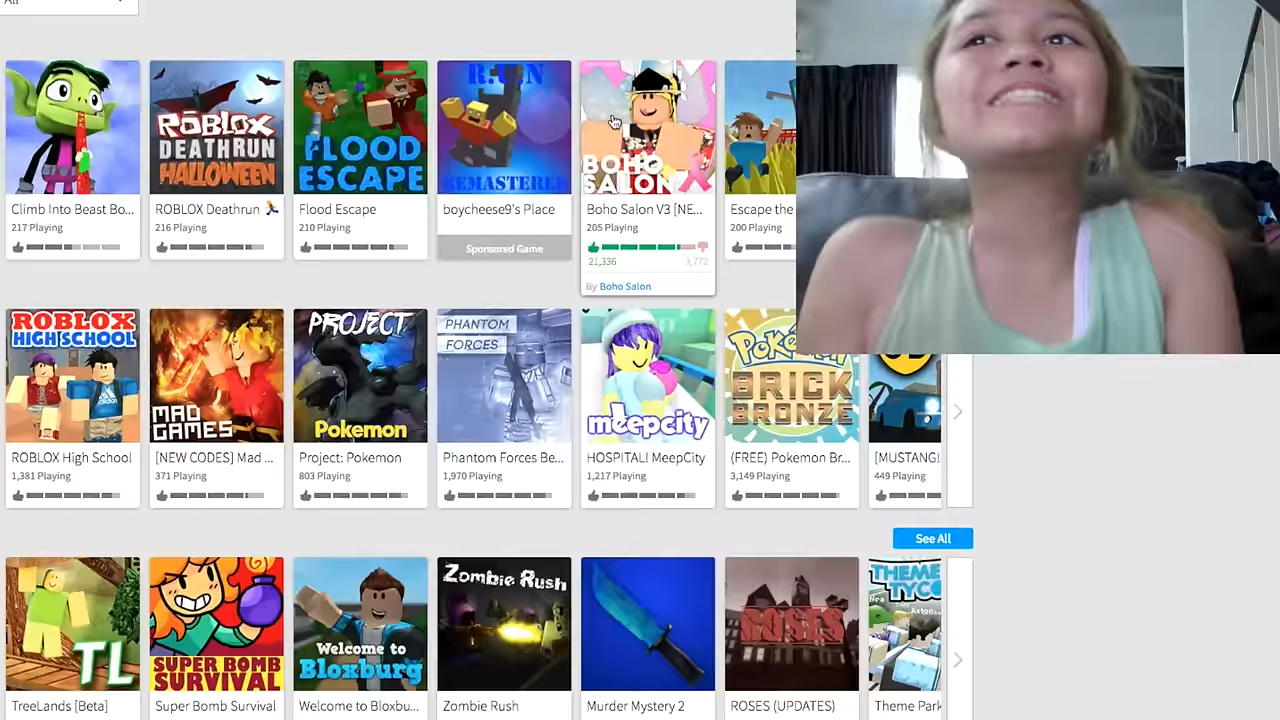 All
ROBLOX
DEATHRUN
HALLOWEEN
FLOOD
ESCAPE
R.
REMASTERED
BOHO
SALON
Climb Into Beast Bo...
ROBLOX Deathrun
Flood Escape
boycheese9's Place
Boho Salon V3 [NE...
Escape the
217 Playing
216 Playing
210 Playing
205 Playing
200 Playing
Sponsored Game
21,336
3,772
By Boho Salon
ROBLOX
HIGH SCHOOL
adidas
MAD
GAMES
PROJECT
Pokemon
PHANTOM
FORCES
meepcity
POKéMON
BRICK
BRONZE
ROBLOX High School
[NEW CODES] Mad ...
Project: Pokemon
Phantom Forces Be...
HOSPITAL! MeepCity
(FREE) Pokemon Br...
[MUSTANG!
1,381 Playing
371 Playing
803 Playing
1,970 Playing
1,217 Playing
3,149 Playing
449 Playing
See All
TL
SUPER BOMB
SURVIVAL
Welcome to
Bloxburg
Zombie Rush
ROSES
THEME
TYCO
TreeLands [Beta]
Super Bomb Survival
Welcome to Bloxbu...
Zombie Rush
Murder Mystery 2
ROSES (UPDATES)
Theme Park